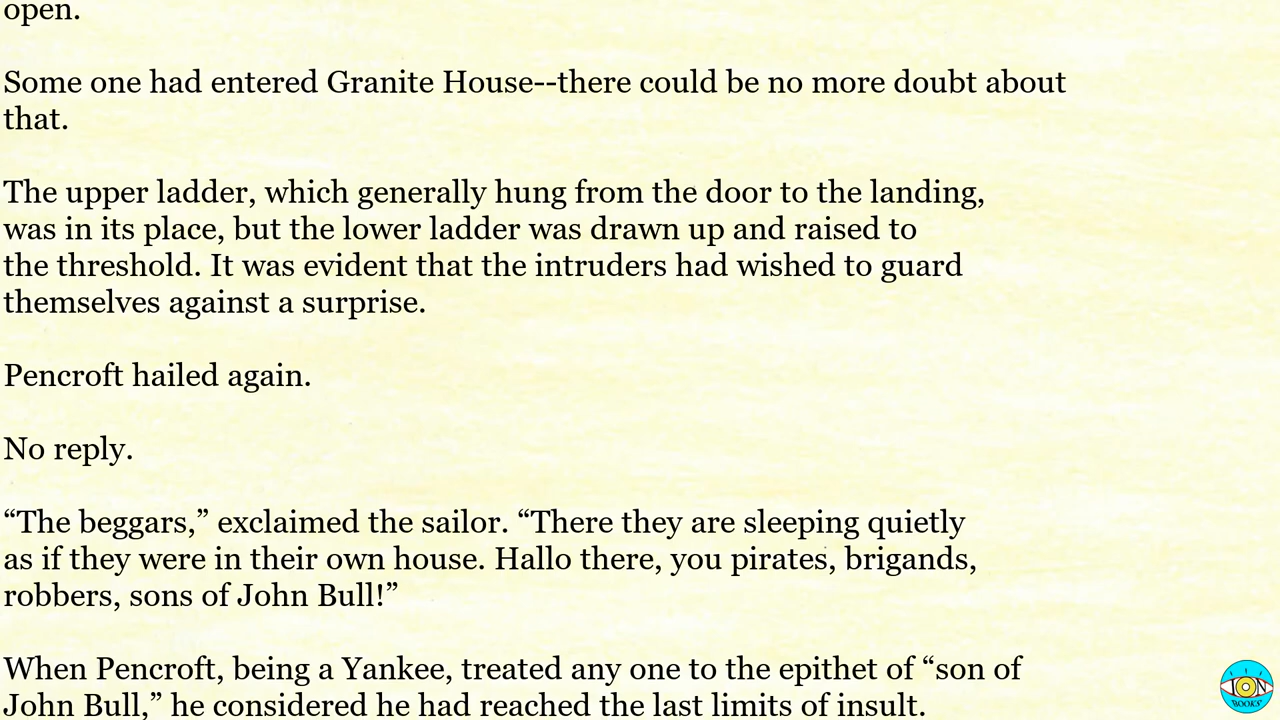 open.
Some one had entered Granite House--there could be no more doubt about
that.
The upper ladder, which generally hung from the door to the landing,
was in its place, but the lower ladder was drawn up and raised to
the threshold. It was evident that the intruders had wished to guard
themselves against a surprise.
Pencroft hailed again.
No reply.
“The beggars,” exclaimed the sailor. “There they are sleeping quietly
as if they were in their own house. Hallo there, you pirates, brigands,
robbers, sons of John Bull!”
When Pencroft, being a Yankee, treated any one to the epithet of “son of
John Bull,” he considered he had reached the last limits of insult.
ION
BOOKS